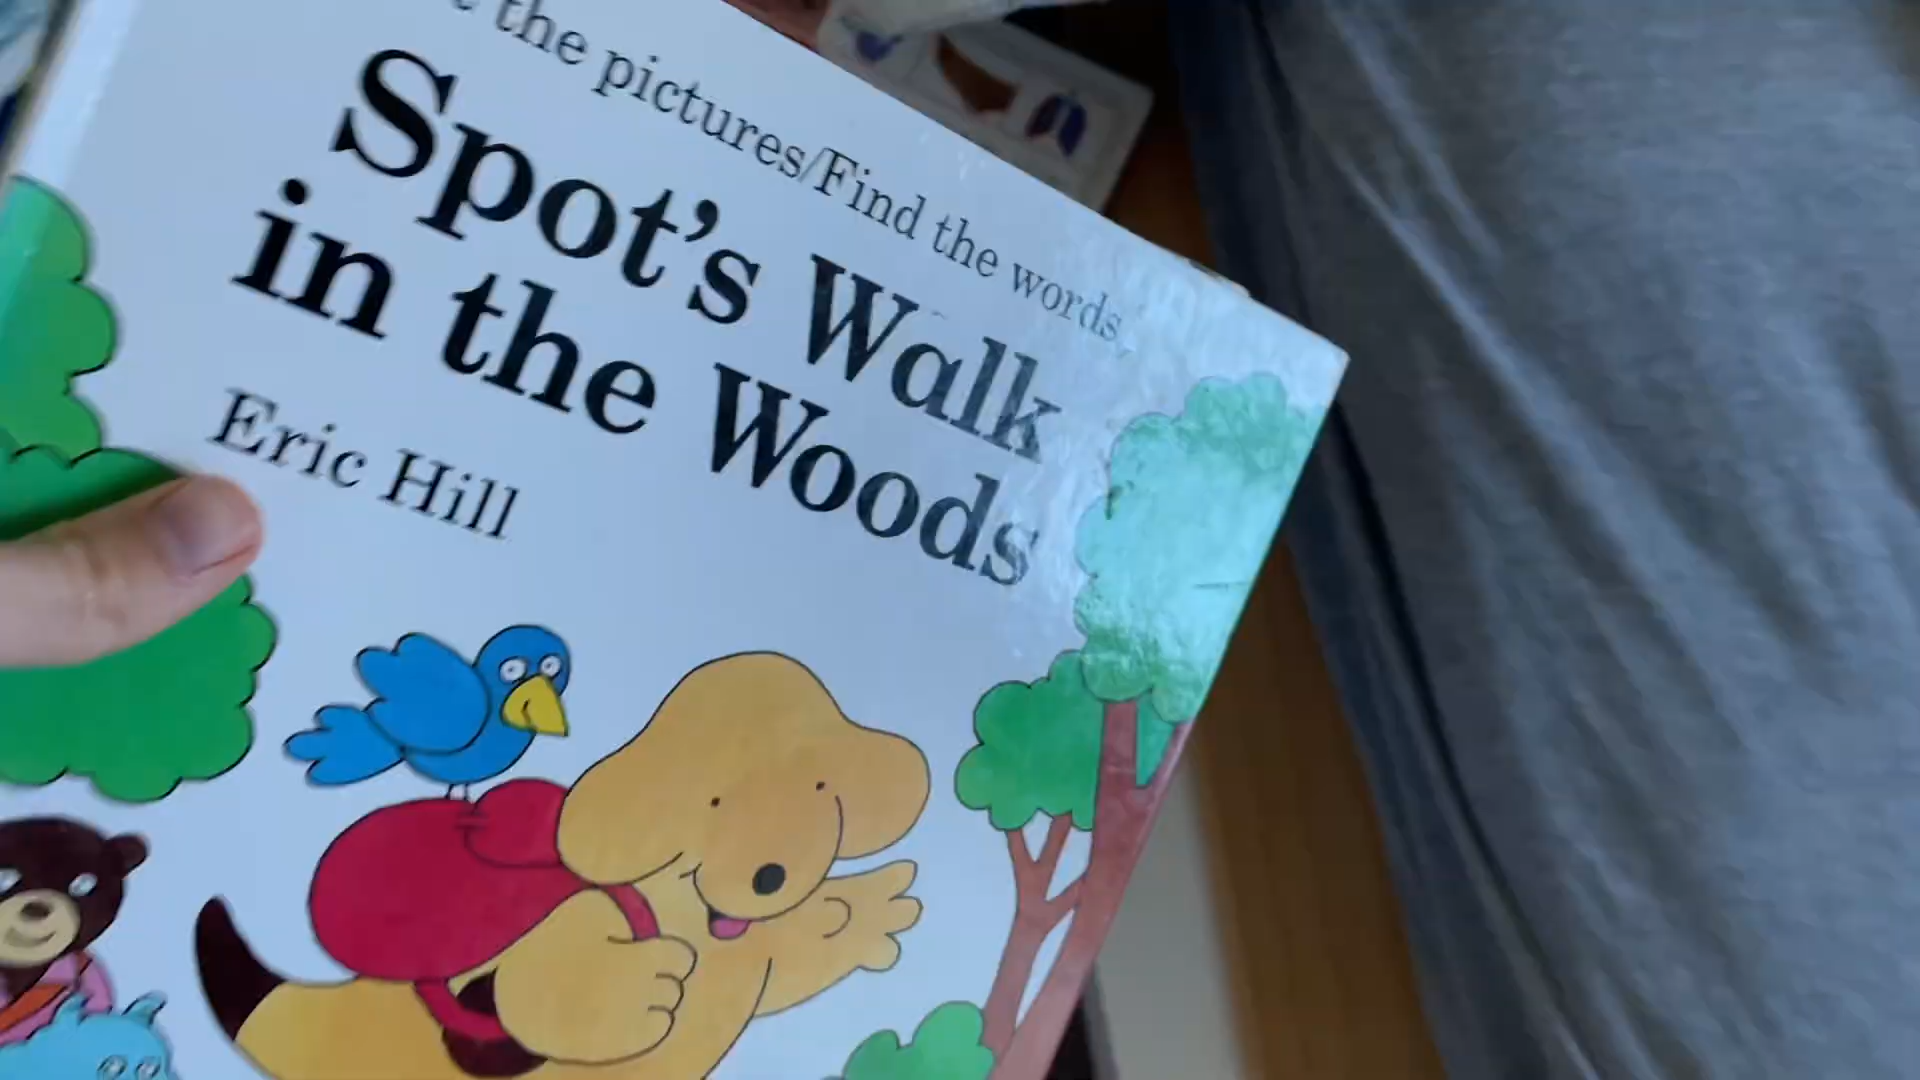 the pictures/Find the words
Spot's Walk
in the Woods
Eric Hill